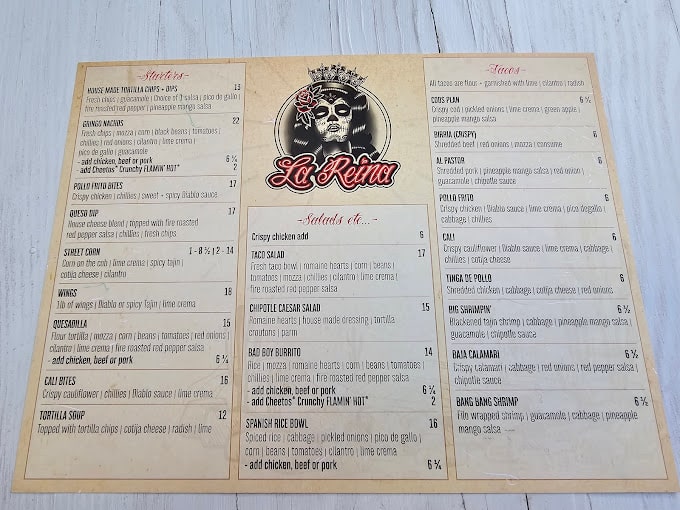 -Starters-
HOUSE MADE TORTILLA CHIPS + DIPS 13
Fresh chips | guacamole | Choice of salsa | pico de gallo |
fire roasted red pepper | pineapple mango salsa
GRINGO NACHOS 22
Fresh chips | mozza | corn | black beans | tomatoes |
chillies | red onions | cilantro | lime crema |
pico de gallo | guacamole
- add chicken, beef or pork 6 ¼
- add Cheetos® Crunchy FLAMIN' HOT® 2
POLLO FRITO BITES 17
Crispy chicken | chillies | sweet + spicy Diablo sauce
QUESO DIP 17
House cheese blend | topped with fire roasted
red pepper salsa | chillies | fresh chips
STREET CORN 1 - 8 ½ | 2 - 14
Corn on the cob | lime crema | spicy tajin |
cotija cheese | cilantro
WINGS 18
1lb of wings | Diablo or spicy Tajin | lime crema
QUESADILLA 15
Flour tortilla | mozza | corn | beans | tomatoes | red onions |
cilantro | lime crema | fire roasted red pepper salsa
- add chicken, beef or pork 6 ¼
CALI BITES 16
Crispy cauliflower | chillies | Diablo sauce | lime crema
TORTILLA SOUP 12
Topped with tortilla chips | cotija cheese | radish | lime
La Reina
-Salads etc...-
Crispy chicken add 6
TACO SALAD 17
Fresh taco bowl | romaine hearts | corn | beans |
tomatoes | mozza | chillies | cilantro | lime crema |
fire roasted red pepper salsa
CHIPOTLE CAESAR SALAD 15
Romaine hearts | house made dressing | tortilla
croutons | parm
BAD BOY BURRITO 14
Rice | mozza | romaine hearts | corn | beans | tomatoes |
chillies | lime crema | fire roasted red pepper salsa
- add chicken, beef or pork 6 ¼
- add Cheetos® Crunchy FLAMIN' HOT® 2
SPANISH RICE BOWL 16
Spiced rice | cabbage | pickled onions | pico de gallo |
corn | beans | tomatoes | cilantro | lime crema
- add chicken, beef or pork 6 ¼
-Tacos-
All tacos are flour + garnished with lime | cilantro | radish
CODS PLAN 6 ½
Crispy cod | pickled onions | lime crema | green apple |
pineapple mango salsa
BIRRIA (CRISPY) 6
Shredded beef | red onions | mozza | consome
AL PASTOR 6
Shredded pork | pineapple mango salsa | red onion |
guacamole | chipotle sauce
POLLO FRITO 6
Crispy chicken | Diablo sauce | lime crema | pico degallo |
cabbage | chillies
CALI 6
Crispy cauliflower | Diablo sauce | lime crema | cabbage |
chillies | cotija cheese
TINGA DE POLLO 6
Shredded chicken | cabbage | cotija cheese | red onions
BIG SHRIMPIN' 6 ½
Blackened tajin shrimp | cabbage | pineapple mango salsa |
guacamole | chipotle sauce
BAJA CALAMARI 6 ½
Crispy calamari | cabbage | red onions | red pepper salsa |
chipotle sauce
BANG BANG SHRIMP 6 ½
Filo wrapped shrimp | guacamole | cabbage | pineapple
mango salsa